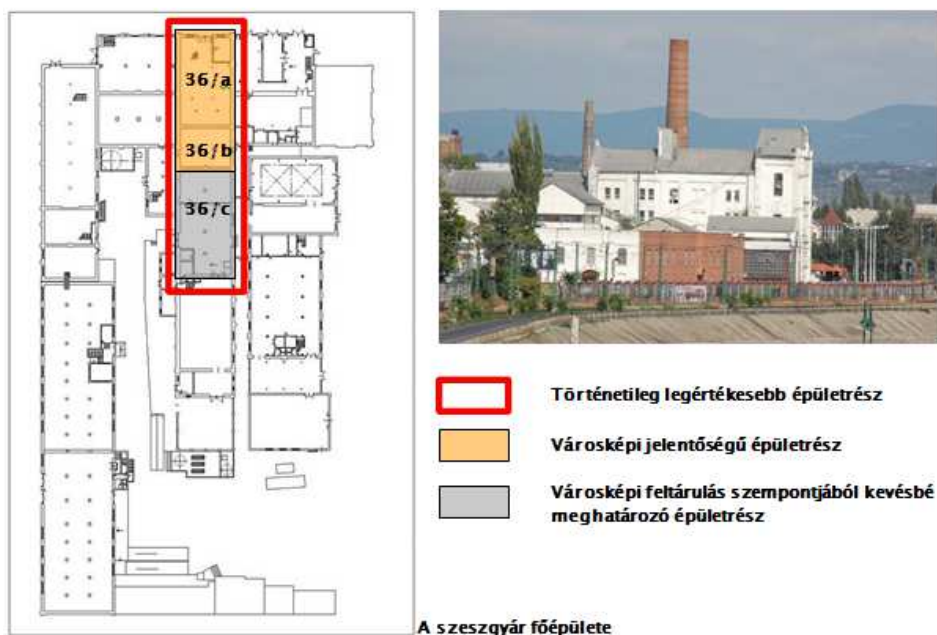 36/a
36/b
36/c
Történetileg legértékesebb épületrész
Városképi jelentőségű épületrész
Városképi feltárulás szempontjából kevésbé
meghatározó épületrész
A szeszgyár főépülete